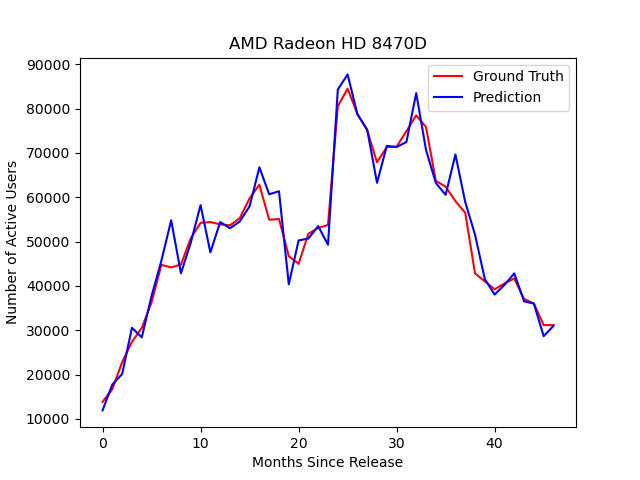 AMD Radeon HD 8470D
Ground Truth
Prediction
Number of Active Users
90000
80000
70000
60000
50000
40000
30000
20000
10000
0 10 20 30 40
Months Since Release